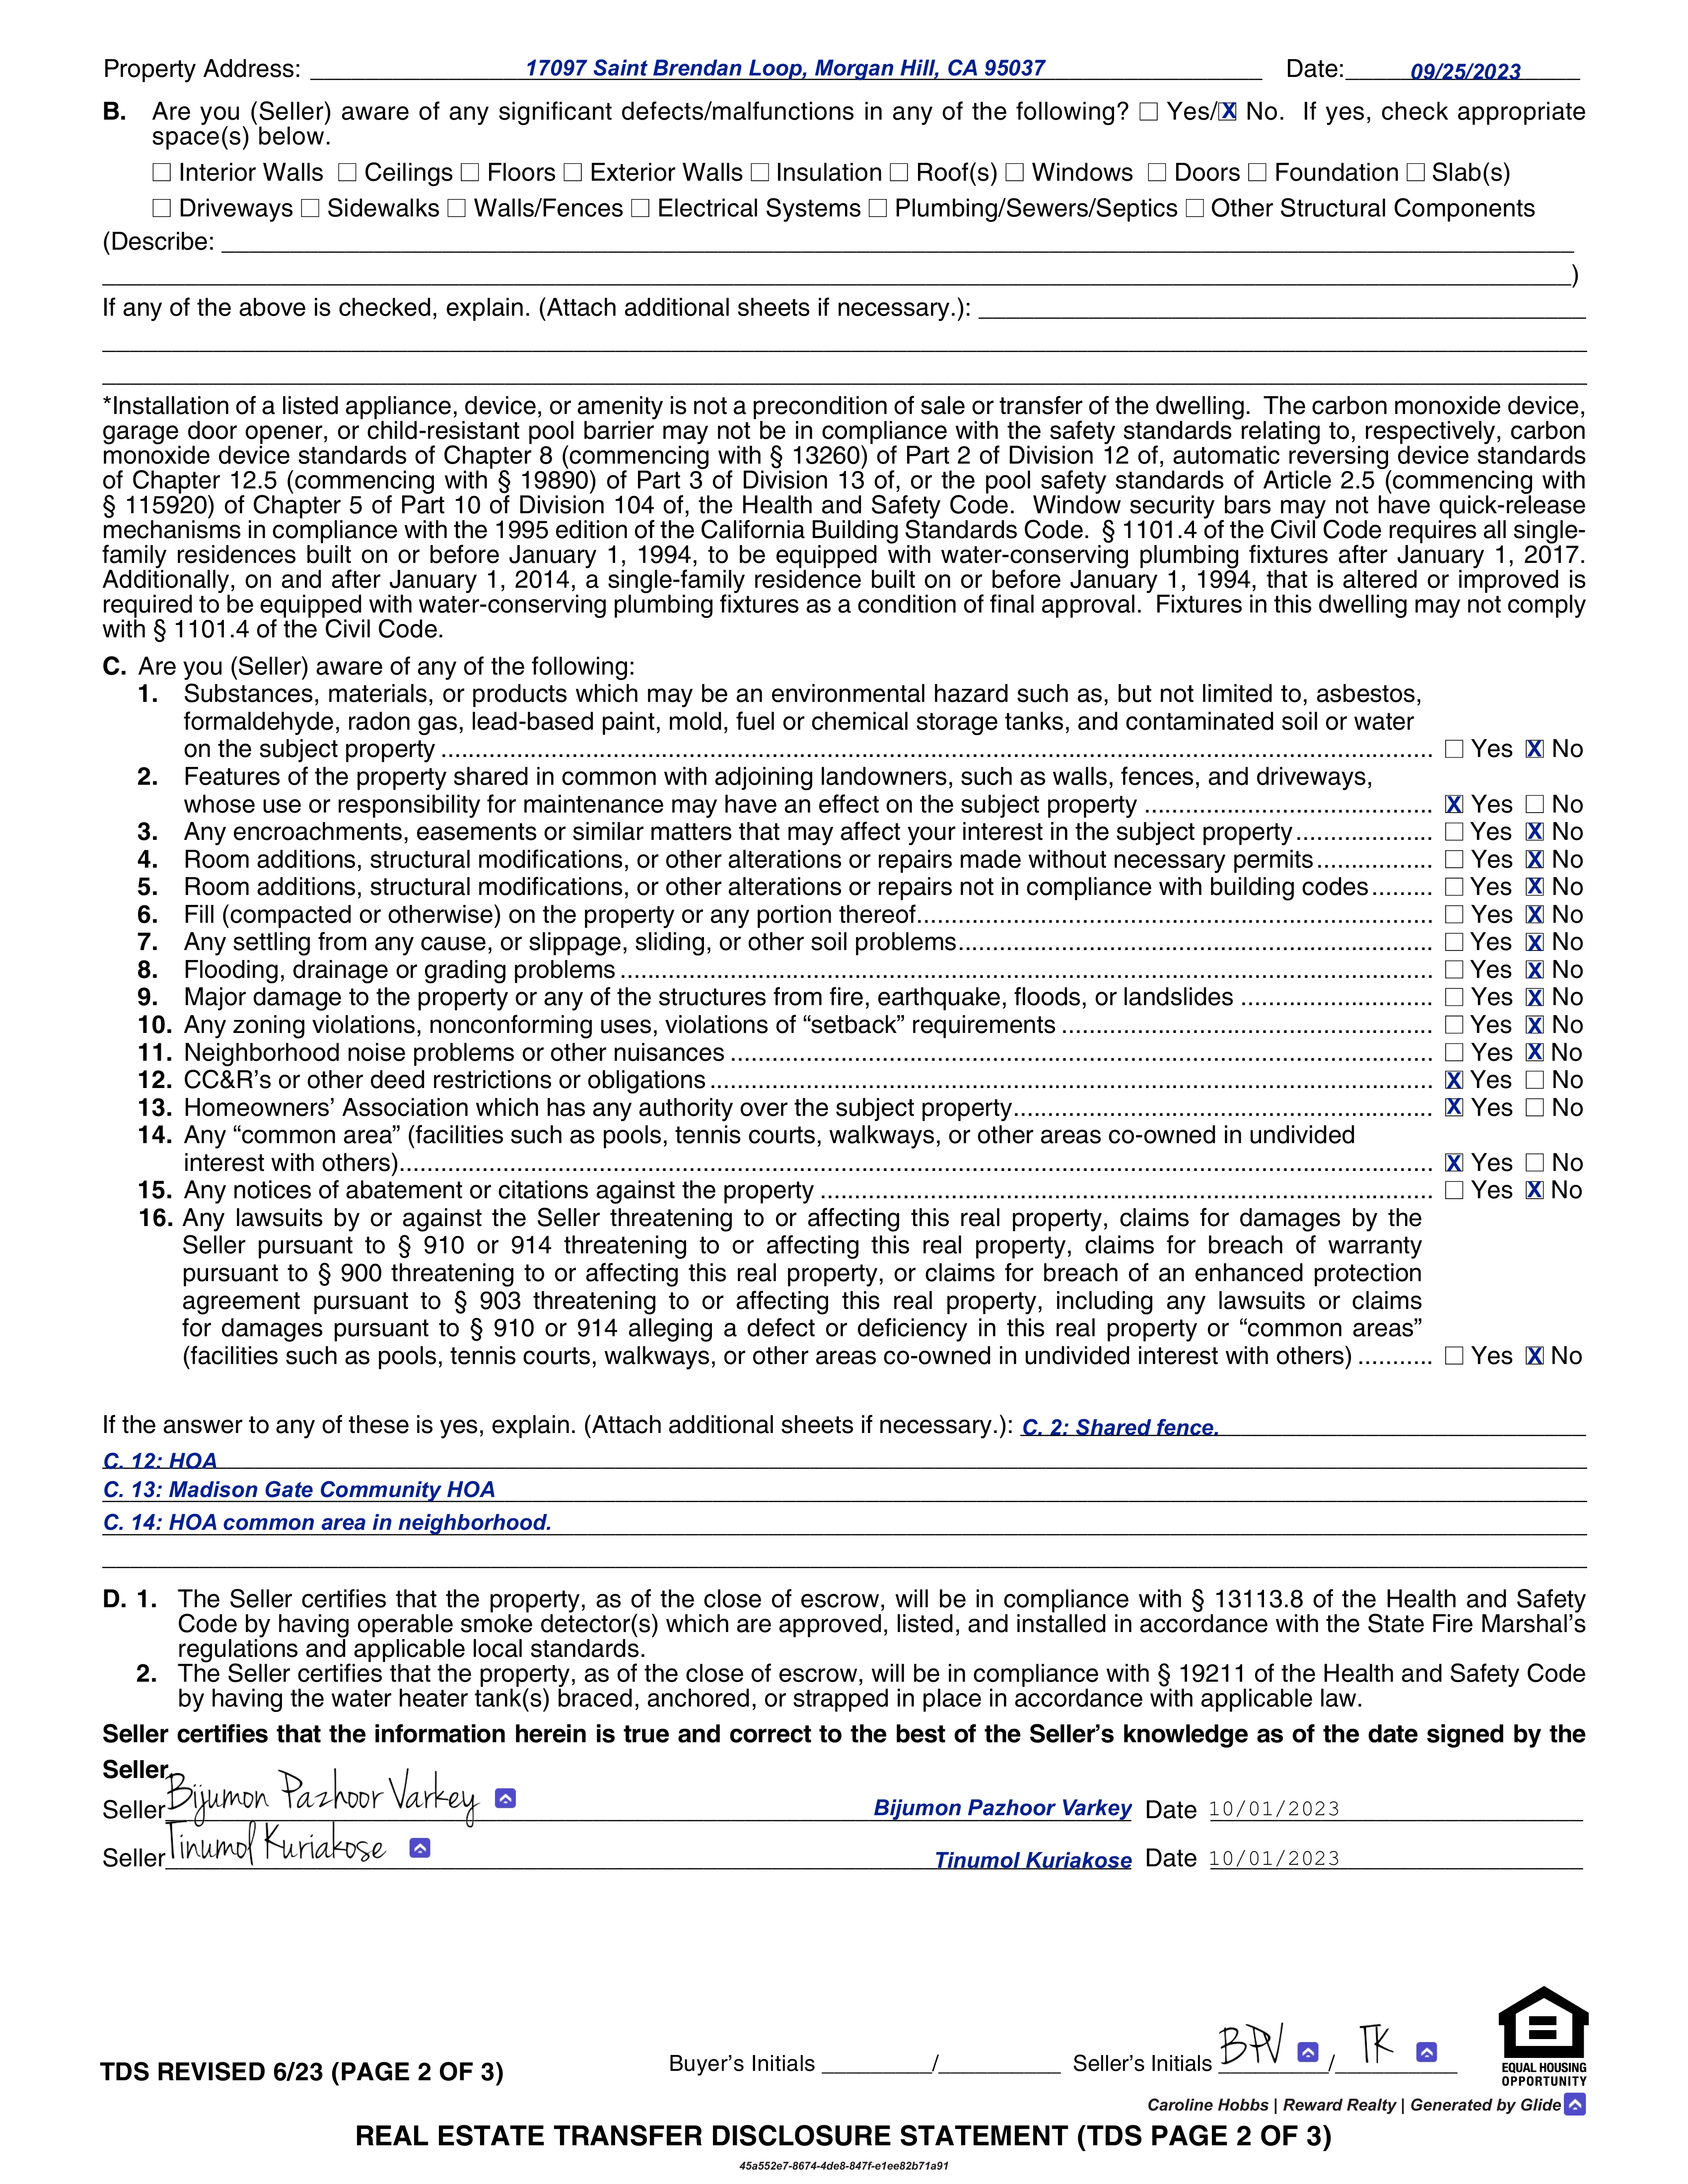 Property Address: 17097 Saint Brendan Loop, Morgan Hill, CA 95037 Date: 09/25/2023
B. Are you (Seller) aware of any significant defects/malfunctions in any of the following? ☐ Yes/☒ No. If yes, check appropriate
space(s) below.
☐ Interior Walls ☐ Ceilings ☐ Floors ☐ Exterior Walls ☐ Insulation ☐ Roof(s) ☐ Windows ☐ Doors ☐ Foundation ☐ Slab(s)
☐ Driveways ☐ Sidewalks ☐ Walls/Fences ☐ Electrical Systems ☐ Plumbing/Sewers/Septics ☐ Other Structural Components
(Describe: ____
____)
If any of the above is checked, explain. (Attach additional sheets if necessary.): ____
*Installation of a listed appliance, device, or amenity is not a precondition of sale or transfer of the dwelling. The carbon monoxide device,
garage door opener, or child-resistant pool barrier may not be in compliance with the safety standards relating to, respectively, carbon
monoxide device standards of Chapter 8 (commencing with § 13260) of Part 2 of Division 12 of, automatic reversing device standards
of Chapter 12.5 (commencing with § 19890) of Part 3 of Division 13 of, or the pool safety standards of Article 2.5 (commencing with
§ 115920) of Chapter 5 of Part 10 of Division 104 of, the Health and Safety Code. Window security bars may not have quick-release
mechanisms in compliance with the 1995 edition of the California Building Standards Code. § 1101.4 of the Civil Code requires all single-
family residences built on or before January 1, 1994, to be equipped with water-conserving plumbing fixtures after January 1, 2017.
Additionally, on and after January 1, 2014, a single-family residence built on or before January 1, 1994, that is altered or improved is
required to be equipped with water-conserving plumbing fixtures as a condition of final approval. Fixtures in this dwelling may not comply
with § 1101.4 of the Civil Code.
C. Are you (Seller) aware of any of the following:
1. Substances, materials, or products which may be an environmental hazard such as, but not limited to, asbestos,
formaldehyde, radon gas, lead-based paint, mold, fuel or chemical storage tanks, and contaminated soil or water
on the subject property ..... ☐ Yes ☒ No
2. Features of the property shared in common with adjoining landowners, such as walls, fences, and driveways,
whose use or responsibility for maintenance may have an effect on the subject property ..... ☒ Yes ☐ No
3. Any encroachments, easements or similar matters that may affect your interest in the subject property..... ☐ Yes ☒ No
4. Room additions, structural modifications, or other alterations or repairs made without necessary permits..... ☐ Yes ☒ No
5. Room additions, structural modifications, or other alterations or repairs not in compliance with building codes..... ☐ Yes ☒ No
6. Fill (compacted or otherwise) on the property or any portion thereof..... ☐ Yes ☒ No
7. Any settling from any cause, or slippage, sliding, or other soil problems..... ☐ Yes ☒ No
8. Flooding, drainage or grading problems ..... ☐ Yes ☒ No
9. Major damage to the property or any of the structures from fire, earthquake, floods, or landslides ..... ☐ Yes ☒ No
10. Any zoning violations, nonconforming uses, violations of “setback” requirements ..... ☐ Yes ☒ No
11. Neighborhood noise problems or other nuisances ..... ☐ Yes ☒ No
12. CC&R’s or other deed restrictions or obligations ..... ☒ Yes ☐ No
13. Homeowners’ Association which has any authority over the subject property..... ☒ Yes ☐ No
14. Any “common area” (facilities such as pools, tennis courts, walkways, or other areas co-owned in undivided
interest with others)..... ☒ Yes ☐ No
15. Any notices of abatement or citations against the property ..... ☐ Yes ☒ No
16. Any lawsuits by or against the Seller threatening to or affecting this real property, claims for damages by the
Seller pursuant to § 910 or 914 threatening to or affecting this real property, claims for breach of warranty
pursuant to § 900 threatening to or affecting this real property, or claims for breach of an enhanced protection
agreement pursuant to § 903 threatening to or affecting this real property, including any lawsuits or claims
for damages pursuant to § 910 or 914 alleging a defect or deficiency in this real property or “common areas”
(facilities such as pools, tennis courts, walkways, or other areas co-owned in undivided interest with others) ..... ☐ Yes ☒ No
If the answer to any of these is yes, explain. (Attach additional sheets if necessary.): C. 2: Shared fence.
C. 12: HOA
C. 13: Madison Gate Community HOA
C. 14: HOA common area in neighborhood.
D. 1. The Seller certifies that the property, as of the close of escrow, will be in compliance with § 13113.8 of the Health and Safety
Code by having operable smoke detector(s) which are approved, listed, and installed in accordance with the State Fire Marshal’s
regulations and applicable local standards.
2. The Seller certifies that the property, as of the close of escrow, will be in compliance with § 19211 of the Health and Safety Code
by having the water heater tank(s) braced, anchored, or strapped in place in accordance with applicable law.
Seller certifies that the information herein is true and correct to the best of the Seller’s knowledge as of the date signed by the
Seller.
Seller Bijumon Pazhoor Varkey Bijumon Pazhoor Varkey Date 10/01/2023
Seller Tinumol Kuriakose Tinumol Kuriakose Date 10/01/2023
TDS REVISED 6/23 (PAGE 2 OF 3) Buyer’s Initials ____/____ Seller’s Initials BPV / TK
EQUAL HOUSING
OPPORTUNITY
Caroline Hobbs | Reward Realty | Generated by Glide
REAL ESTATE TRANSFER DISCLOSURE STATEMENT (TDS PAGE 2 OF 3)
45a552e7-8674-4de8-847f-e1ee82b71a91